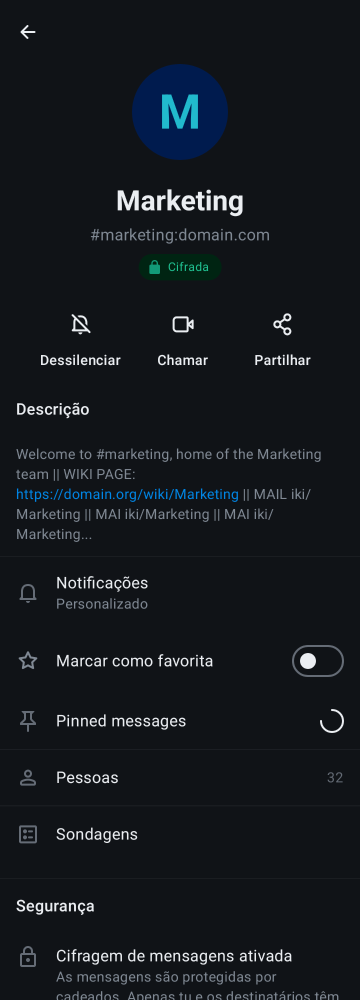 M
Marketing
#marketing:domain.com
Cifrada
Dessilenciar
Chamar
Partilhar
Descrição
Welcome to #marketing, home of the Marketing
team || WIKI PAGE:
https://domain.org/wiki/Marketing || MAIL iki/
Marketing || MAI iki/Marketing || MAI iki/
Marketing...
Notificações
Personalizado
Marcar como favorita
Pinned messages
Pessoas 32
Sondagens
Segurança
Cifragem de mensagens ativada
As mensagens são protegidas por
cadeados. Apenas tu e os destinatários têm